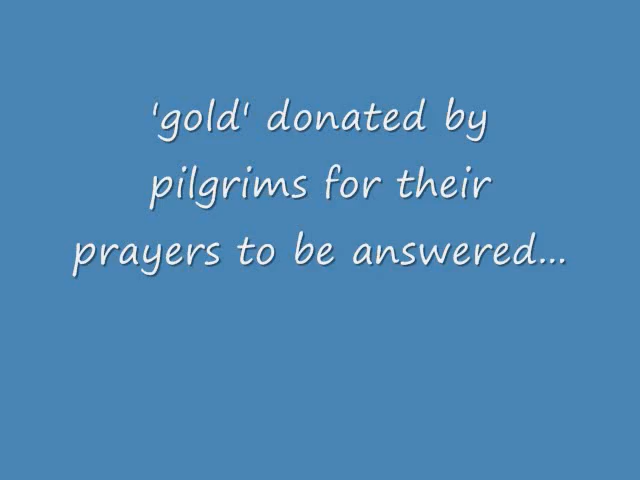 'gold' donated by
pilgrims for their
prayers to be answered...